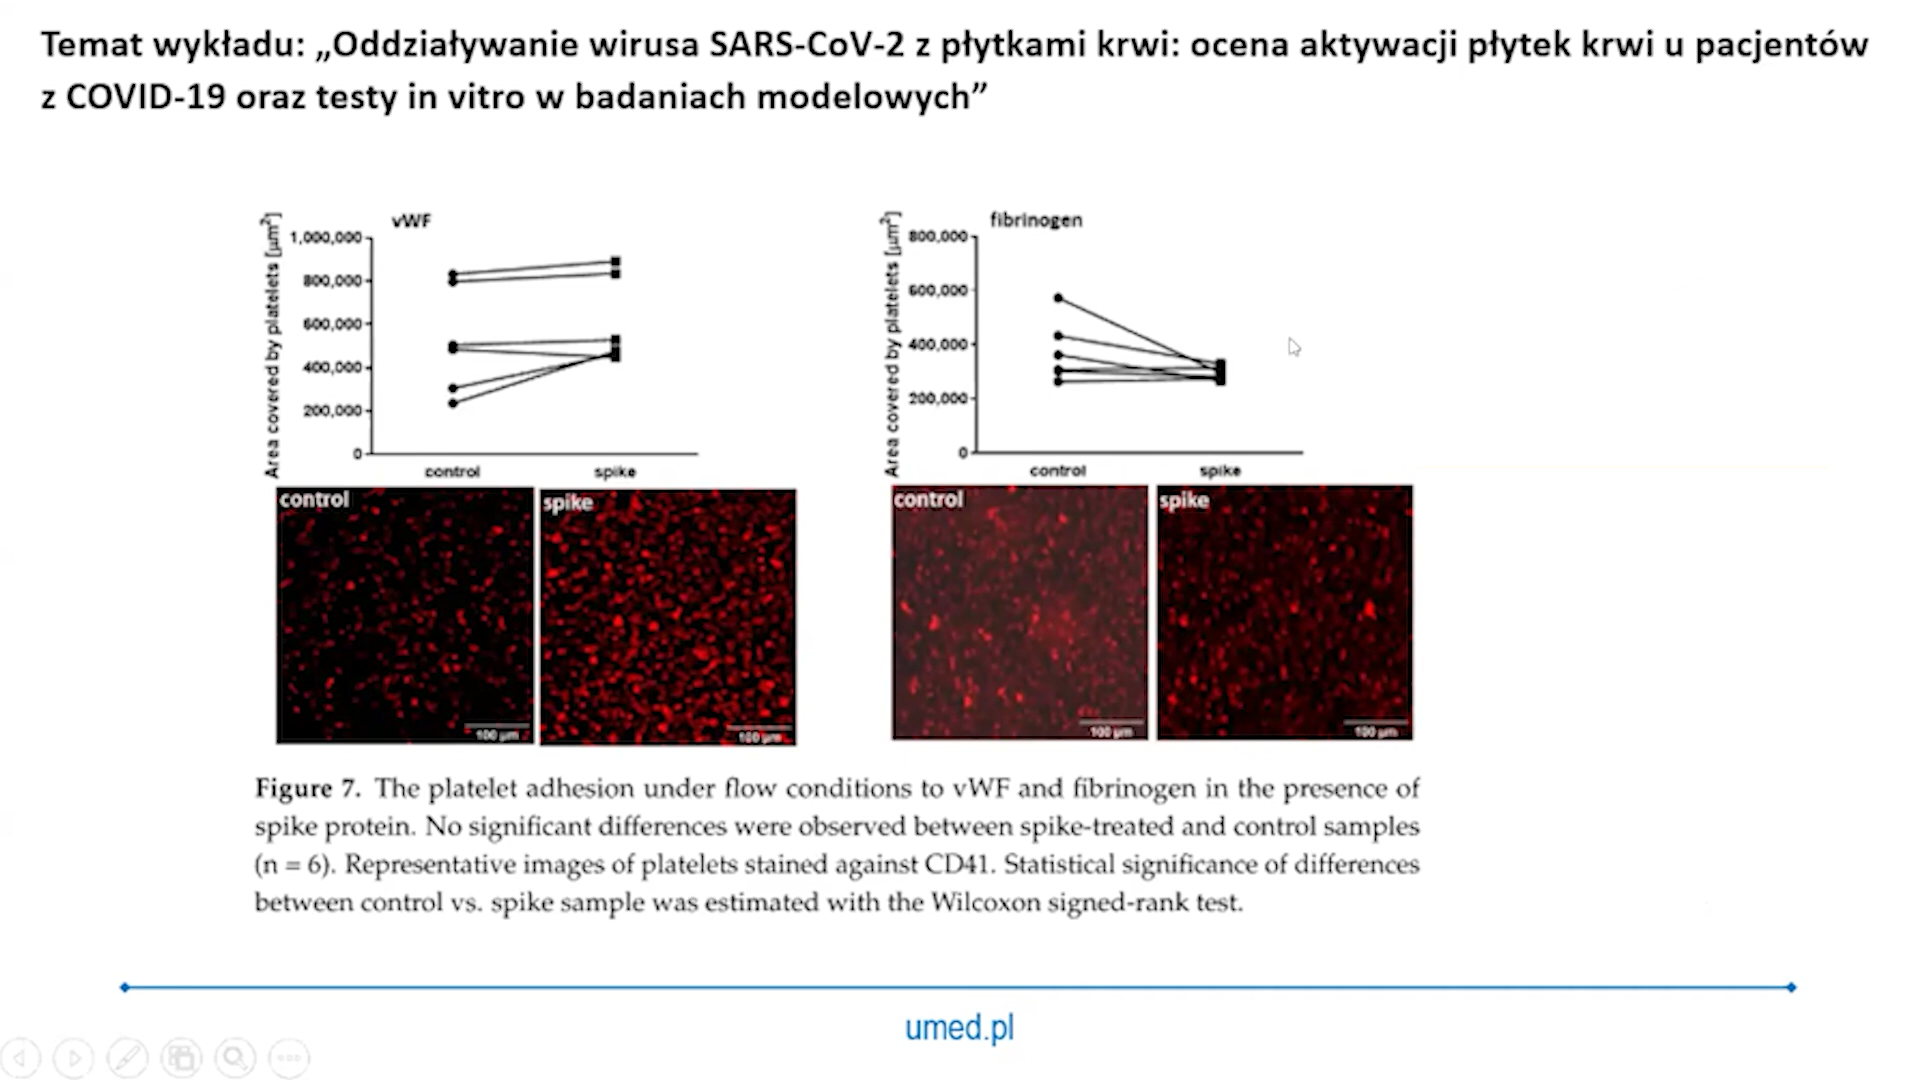 Temat wykładu: „Oddziaływanie wirusa SARS-CoV-2 z płytkami krwi: ocena aktywacji płytek krwi u pacjentów
z COVID-19 oraz testy in vitro w badaniach modelowych”
vWF
Area covered by platelets [µm²]
1,000,000
800,000
600,000
400,000
200,000
0
control
spike
fibrinogen
Area covered by platelets [µm²]
800,000
600,000
400,000
200,000
0
control
spike
control
spike
control
spike
100 µm
100 µm
100 µm
100 µm
Figure 7. The platelet adhesion under flow conditions to vWF and fibrinogen in the presence of
spike protein. No significant differences were observed between spike-treated and control samples
(n = 6). Representative images of platelets stained against CD41. Statistical significance of differences
between control vs. spike sample was estimated with the Wilcoxon signed-rank test.
umed.pl